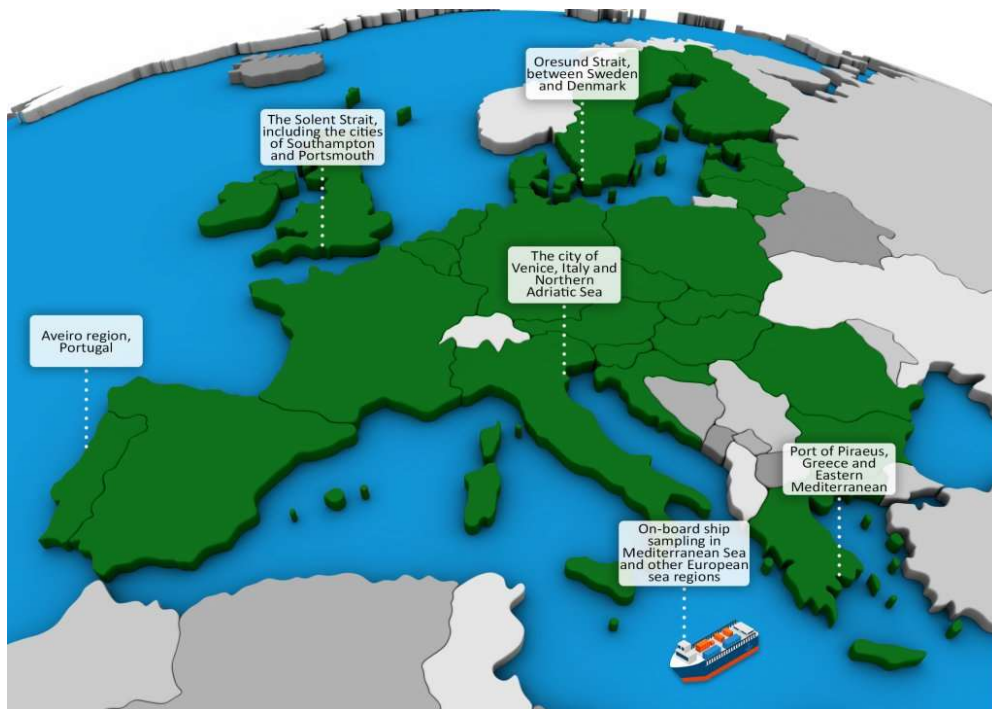 Oresund Strait,
between Sweden
and Denmark
The Solent Strait,
including the cities
of Southampton
and Portsmouth
The city of
Venice, Italy and
Northern
Adriatic Sea
Aveiro region,
Portugal
Port of Piraeus,
Greece and
Eastern
Mediterranean
On-board ship
sampling in
Mediterranean Sea
and other European
sea regions